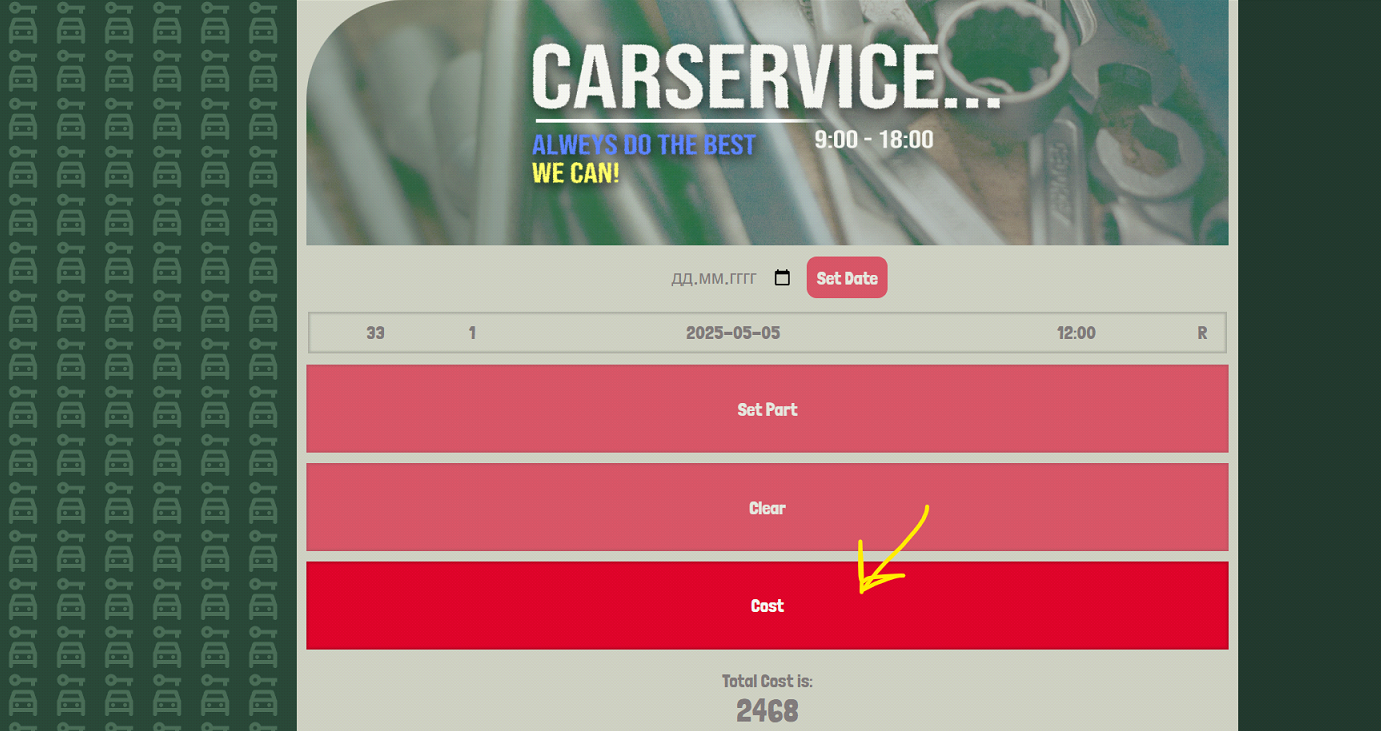 CARSERVICE...
ALWEYS DO THE BEST
9:00 - 18:00
WE CAN!
ДД.ММ.ГГГГ Set Date
33 1 2025-05-05 12:00 R
Set Part
Clear
Cost
Total Cost is:
2468